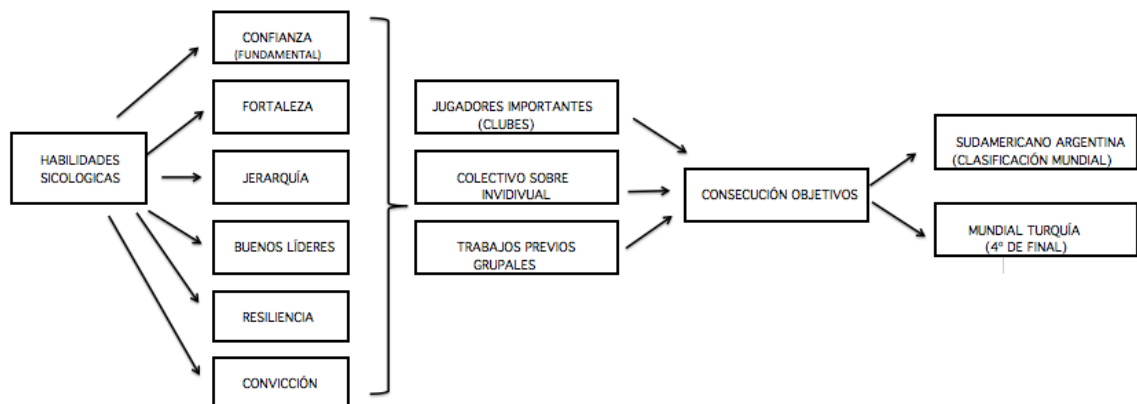 HABILIDADES
SICOLOGICAS
CONFIANZA
(FUNDAMENTAL)
FORTALEZA
JERARQUÍA
BUENOS LÍDERES
RESILIENCIA
CONVICCIÓN
JUGADORES IMPORTANTES
(CLUBES)
COLECTIVO SOBRE
INVIDIVUAL
TRABAJOS PREVIOS
GRUPALES
CONSECUCIÓN OBJETIVOS
SUDAMERICANO ARGENTINA
(CLASIFICACIÓN MUNDIAL)
MUNDIAL TURQUÍA
(4º DE FINAL)